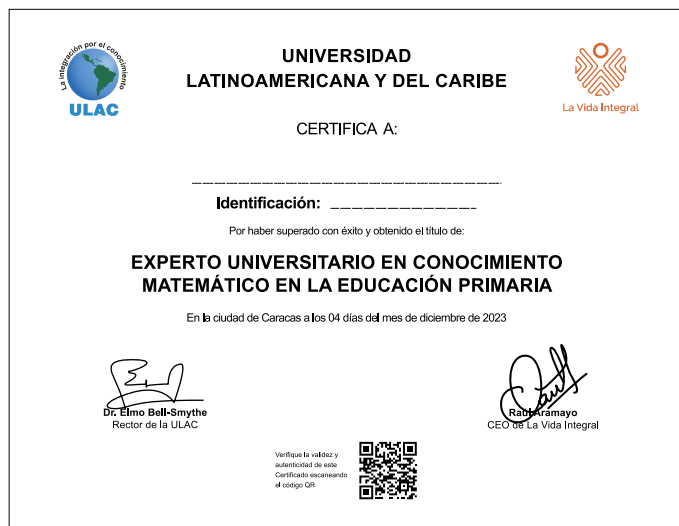 La integración por el conocimiento
ULAC
UNIVERSIDAD
LATINOAMERICANA Y DEL CARIBE
La Vida Integral
CERTIFICA A:
Identificación:
Por haber superado con éxito y obtenido el título de:
EXPERTO UNIVERSITARIO EN CONOCIMIENTO
MATEMÁTICO EN LA EDUCACIÓN PRIMARIA
En la ciudad de Caracas a los 04 días del mes de diciembre de 2023
Dr. Elmo Bell-Smythe
Rector de la ULAC
Raúl Aramayo
CEO de La Vida Integral
Verifique la validez y
autenticidad de este
Certificado escaneando
el código QR